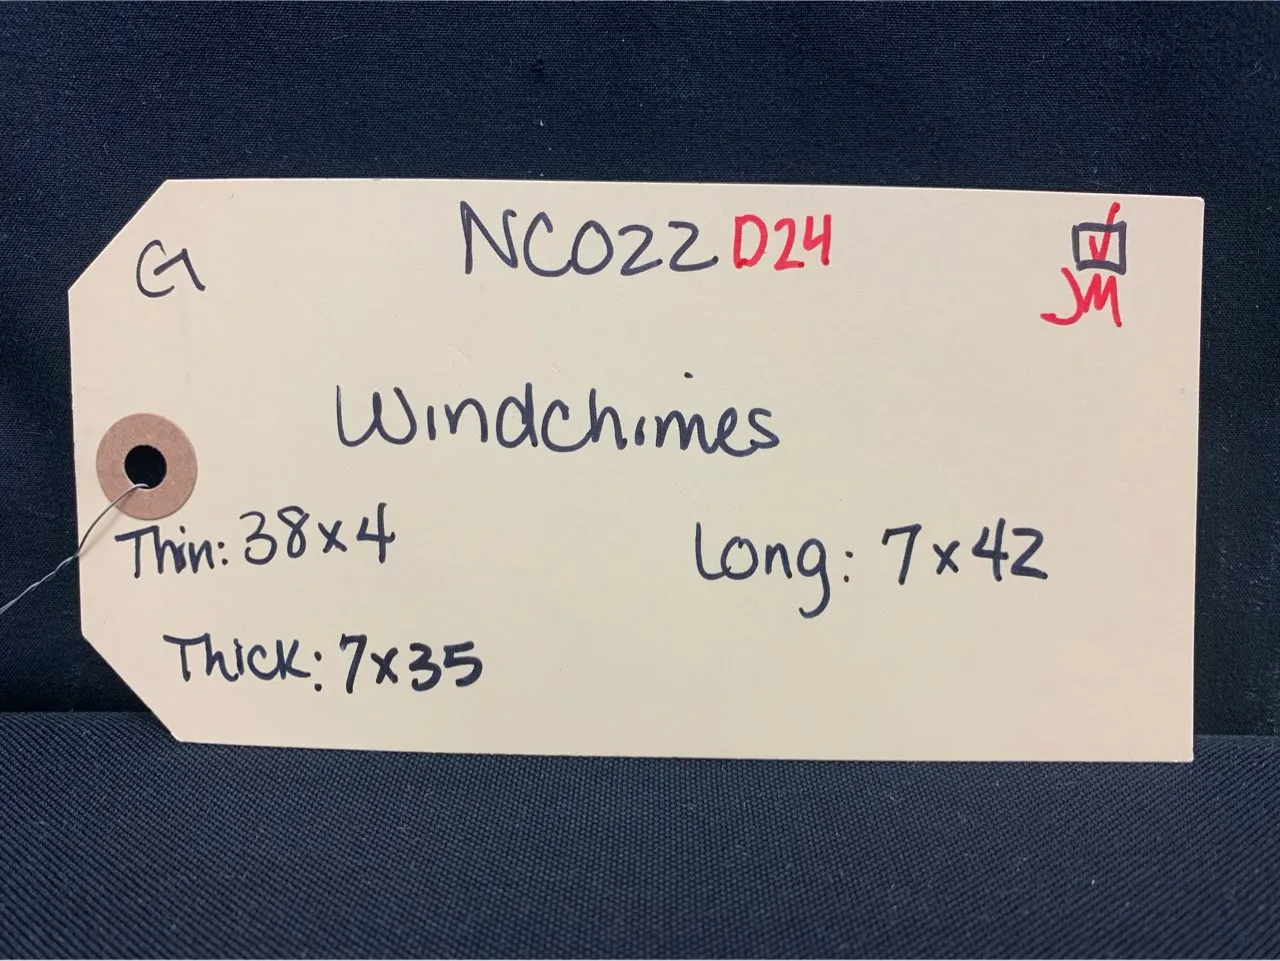 G NC022 D24
JM
Windchimes
Thin: 38x4 Long: 7x42
Thick: 7x35